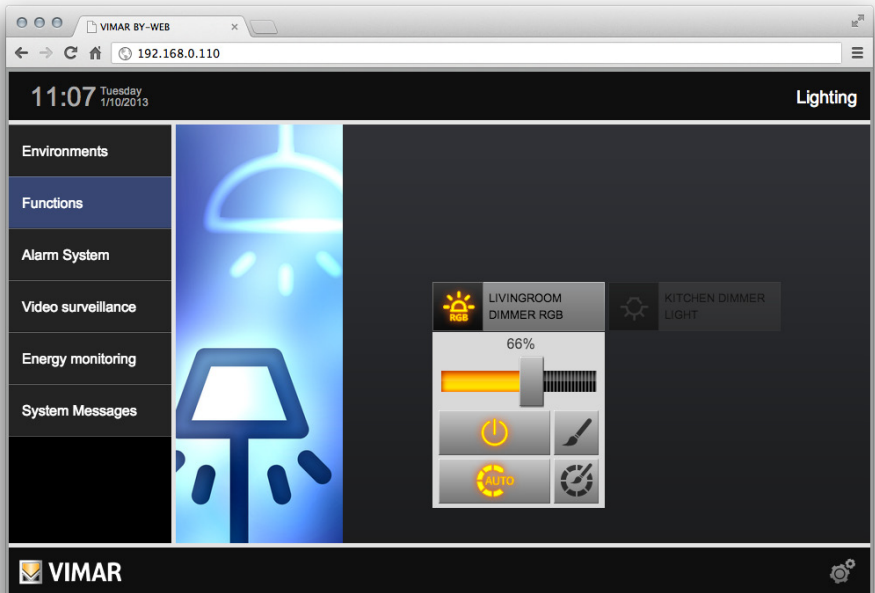 VIMAR BY-WEB
192.168.0.110
11:07 Tuesday
1/10/2013
Lighting
Environments
Functions
Alarm System
Video surveillance
Energy monitoring
System Messages
RGB
LIVINGROOM
DIMMER RGB
KITCHEN DIMMER
LIGHT
66%
AUTO
VIMAR